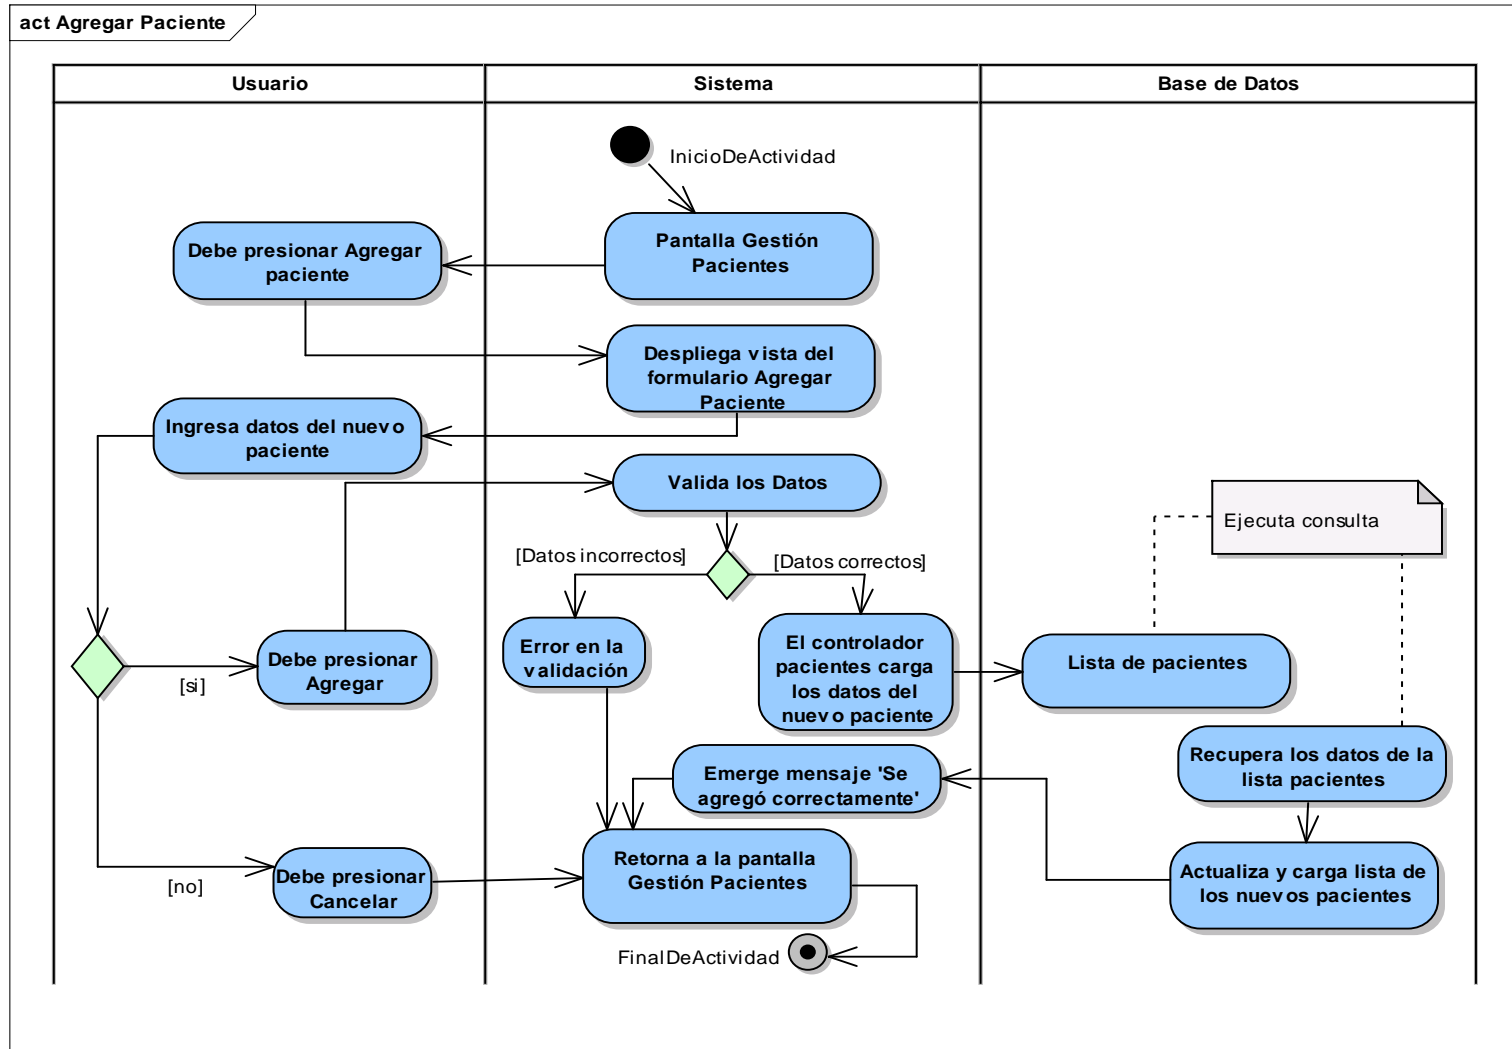 act Agregar Paciente
Usuario
Sistema
Base de Datos
InicioDeActividad
Pantalla Gestión
Pacientes
Debe presionar Agregar
paciente
Despliega vista del
formulario Agregar
Paciente
Ingresa datos del nuevo
paciente
Valida los Datos
Ejecuta consulta
[Datos incorrectos]
[Datos correctos]
Error en la
validación
El controlador
pacientes carga
los datos del
nuevo paciente
Lista de pacientes
Debe presionar
Agregar
[si]
Recupera los datos de la
lista pacientes
Emerge mensaje 'Se
agregó correctamente'
Retorna a la pantalla
Gestión Pacientes
Actualiza y carga lista de
los nuevos pacientes
[no]
Debe presionar
Cancelar
FinalDeActividad